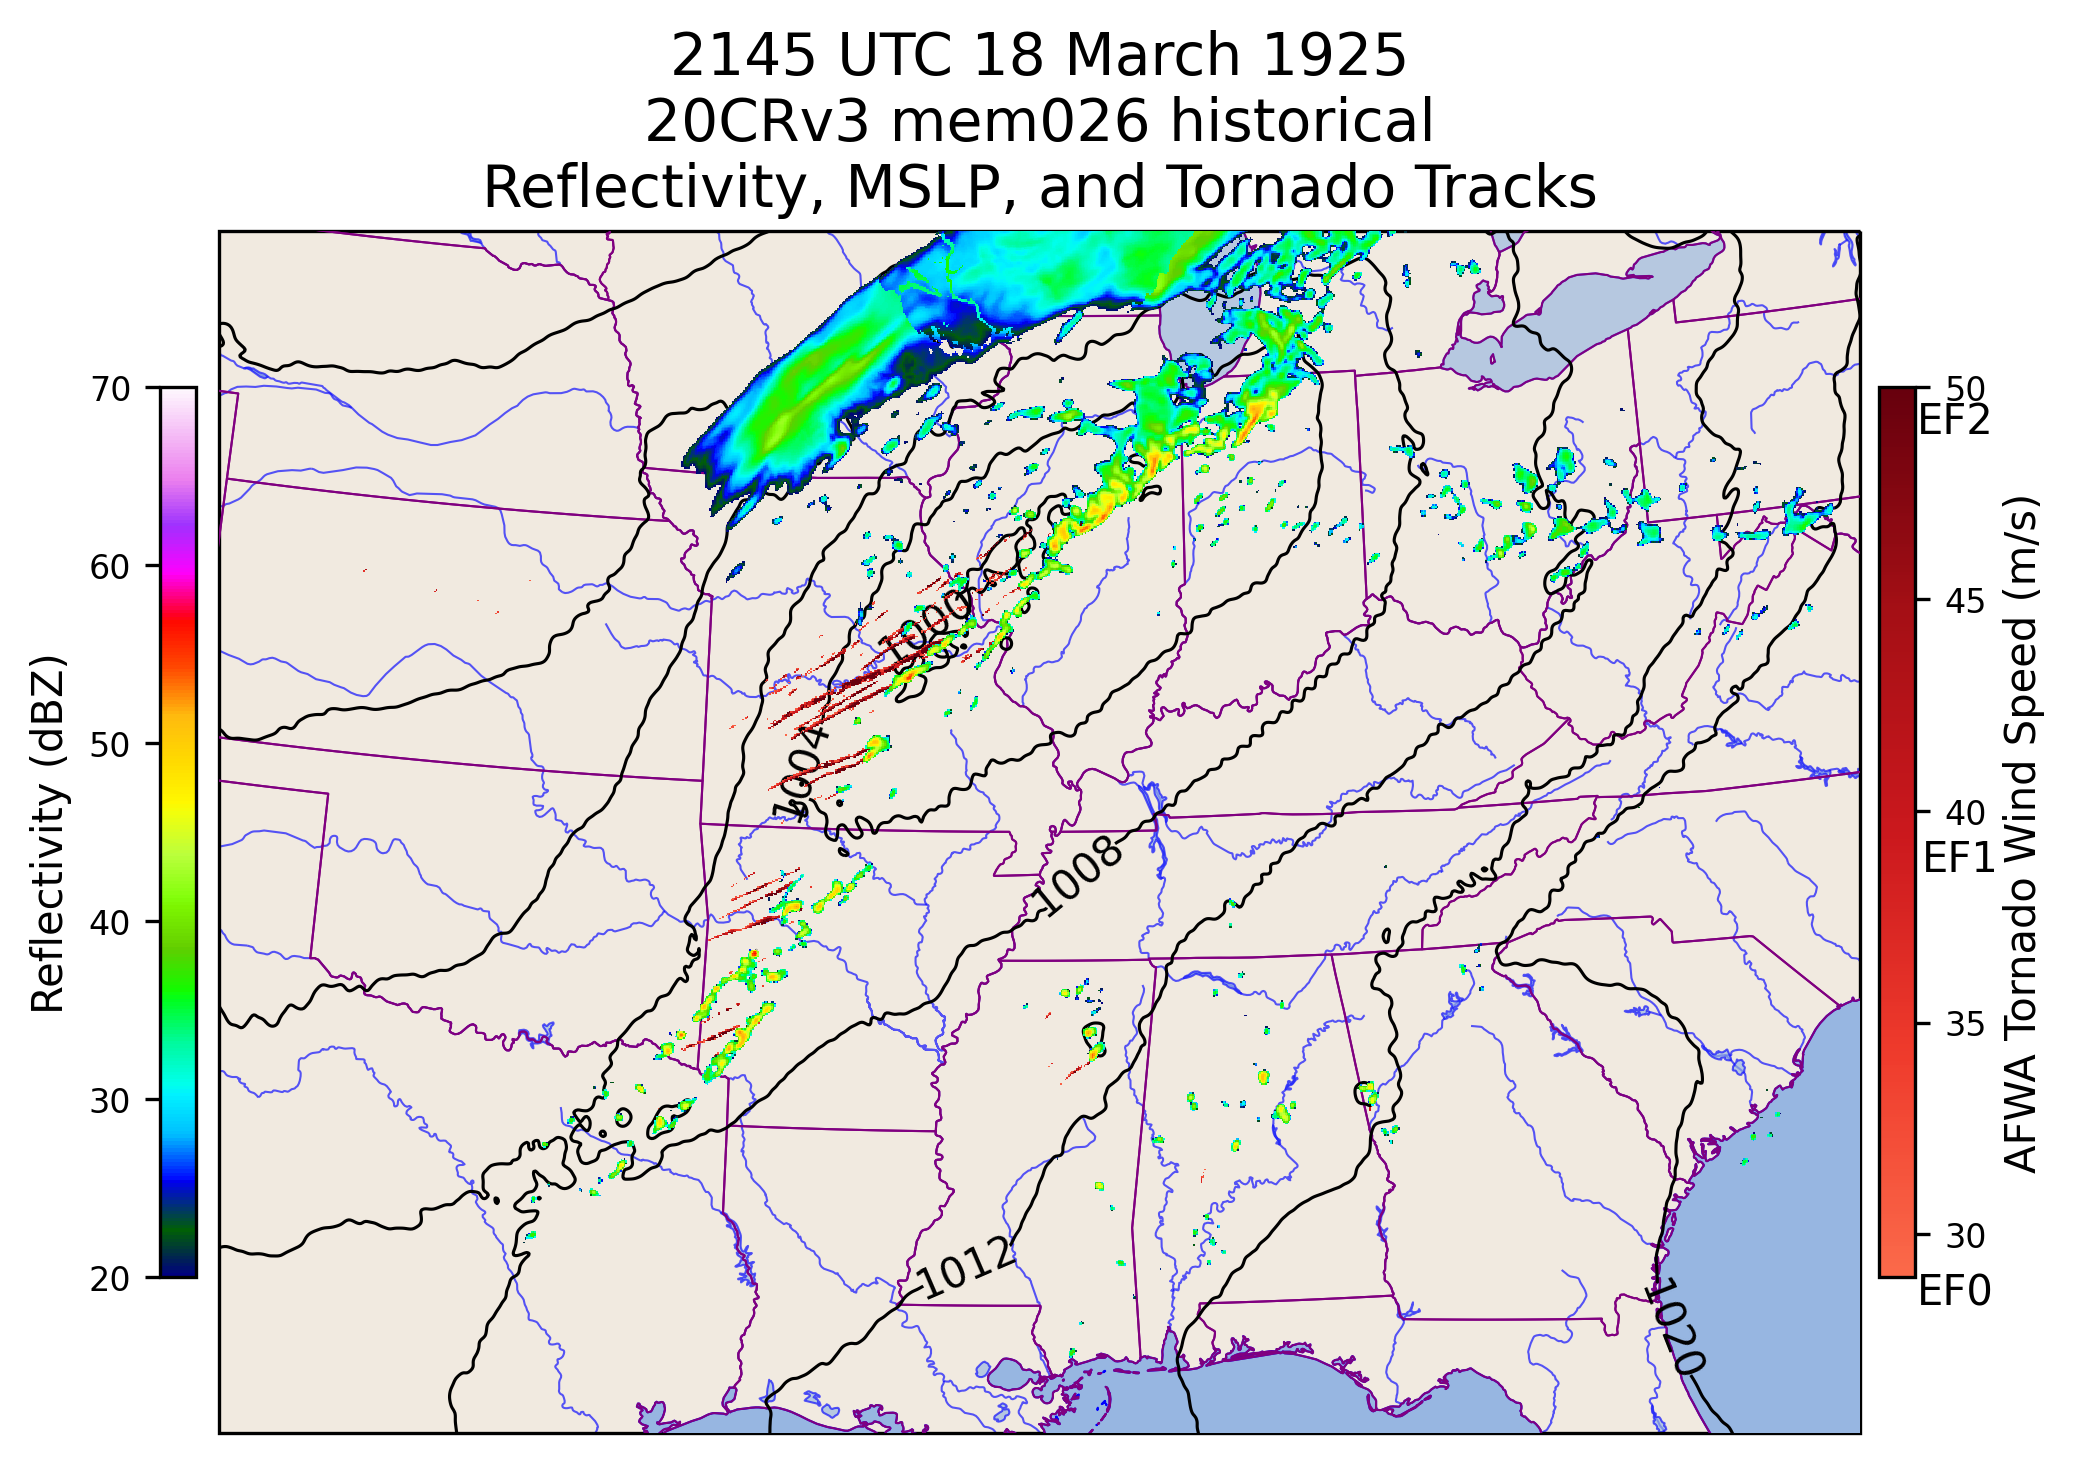 2145 UTC 18 March 1925
20CRv3 mem026 historical
Reflectivity, MSLP, and Tornado Tracks
70
60
50
40
30
20
Reflectivity (dBZ)
1000
1004
1008
1012
1020
50
EF2
45
40
EF1
35
30
EF0
AFWA Tornado Wind Speed (m/s)